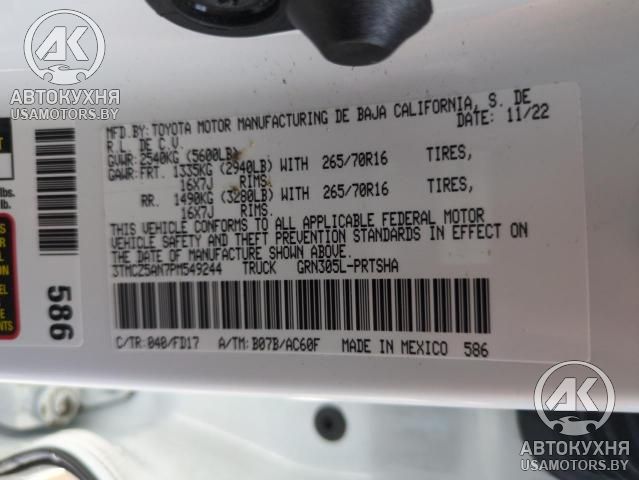 AK
АВТОКУХНЯ
USAMOTORS.BY
MFD.BY:TOYOTA MOTOR MANUFACTURING DE BAJA CALIFORNIA, S. DE
R.L. DE C.V. DATE: 11/22
GVWR: 2540KG (5600LB)
GAWR: FRT. 1335KG (2940LB) WITH 265/70R16 TIRES,
16X7J RIMS.
RR. 1490KG (3280LB) WITH 265/70R16 TIRES,
16X7J RIMS.
THIS VEHICLE CONFORMS TO ALL APPLICABLE FEDERAL MOTOR
VEHICLE SAFETY AND THEFT PREVENTION STANDARDS IN EFFECT ON
THE DATE OF MANUFACTURE SHOWN ABOVE.
3TMCZ5AN7PM549244 TRUCK GRN305L-PRTSHA
C/TR:040/FD17 A/TM:B07B/AC60F MADE IN MEXICO 586
586
lbs.
lb.
AK
АВТОКУХНЯ
USAMOTORS.BY